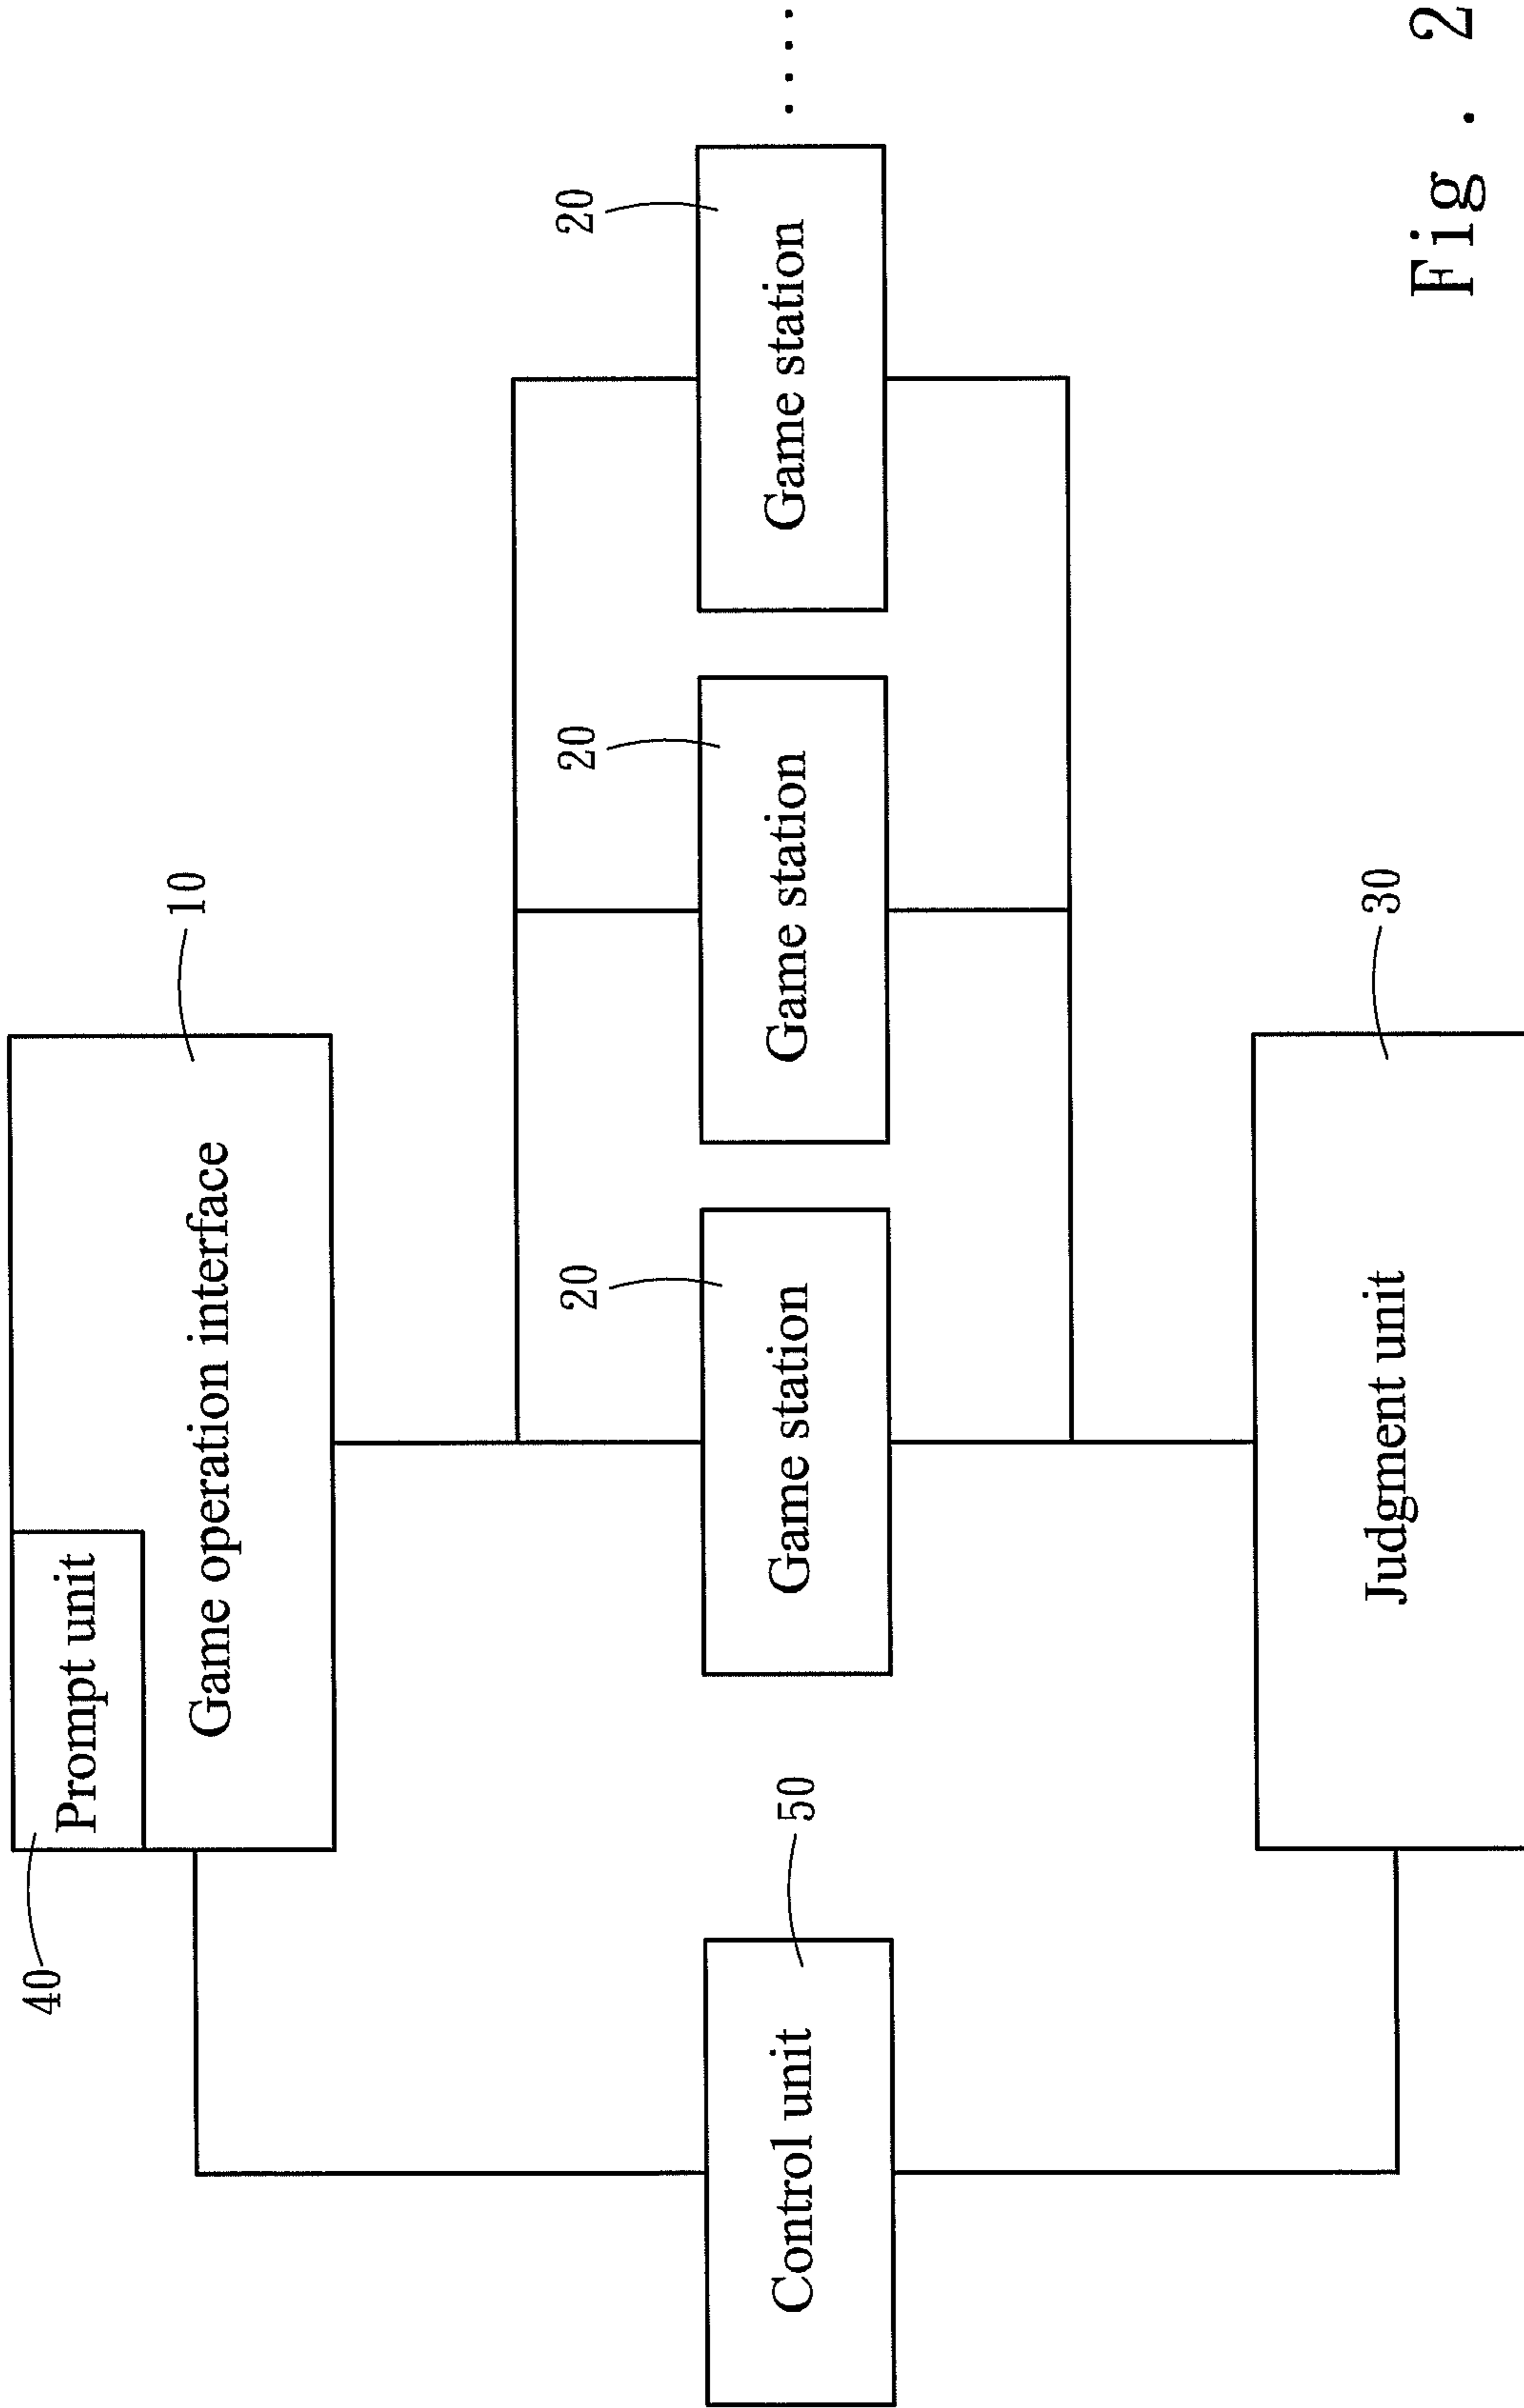 40
Prompt unit
Game operation interface
10
50
Control unit
20
Game station
20
Game station
20
Game station
....
30
Judgment unit
Fig. 2